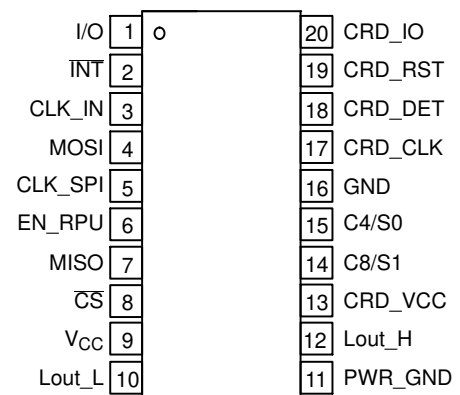 I/O 1 20 CRD_IO
INT 2 19 CRD_RST
CLK_IN 3 18 CRD_DET
MOSI 4 17 CRD_CLK
CLK_SPI 5 16 GND
EN_RPU 6 15 C4/S0
MISO 7 14 C8/S1
CS 8 13 CRD_VCC
VCC 9 12 Lout_H
Lout_L 10 11 PWR_GND